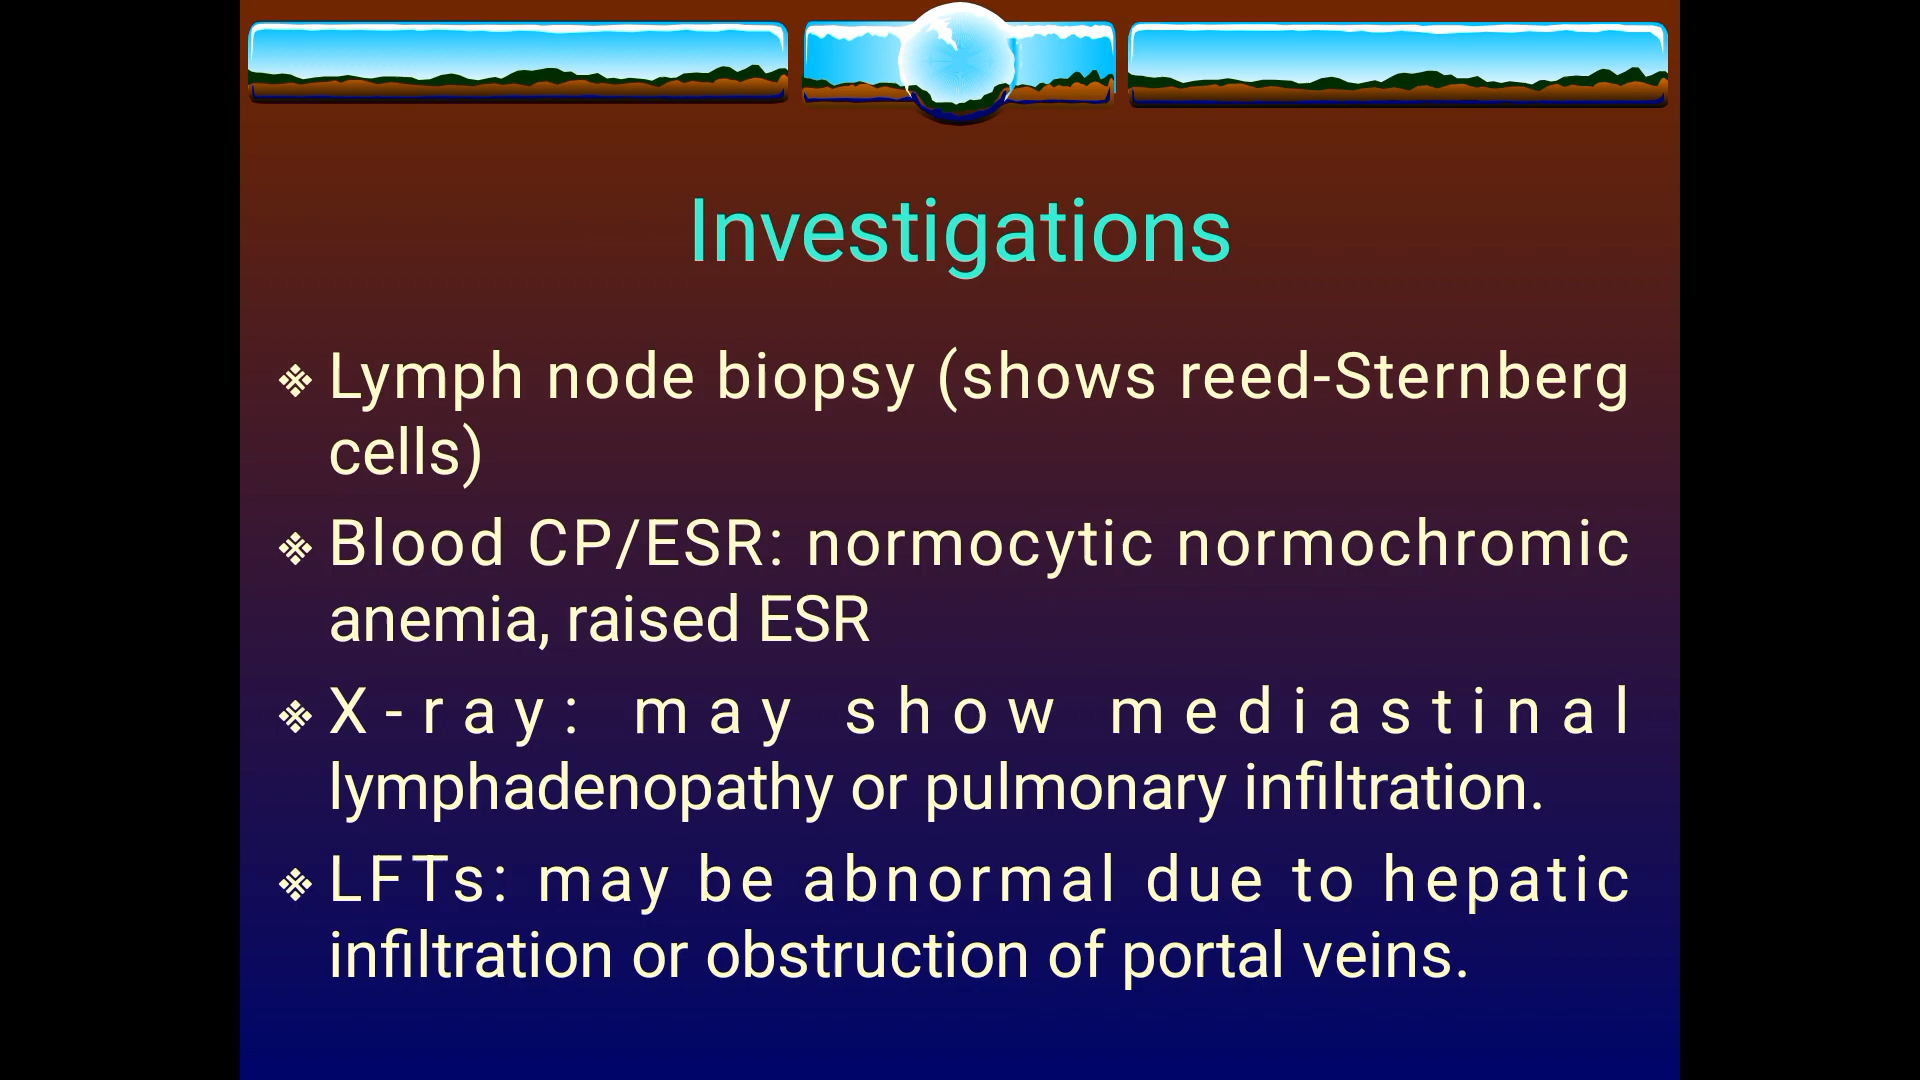 Investigations
❖ Lymph node biopsy (shows reed-Sternberg
cells)
❖ Blood CP/ESR: normocytic normochromic
anemia, raised ESR
❖ X-ray: may show mediastinal
lymphadenopathy or pulmonary infiltration.
❖ LFTs: may be abnormal due to hepatic
infiltration or obstruction of portal veins.